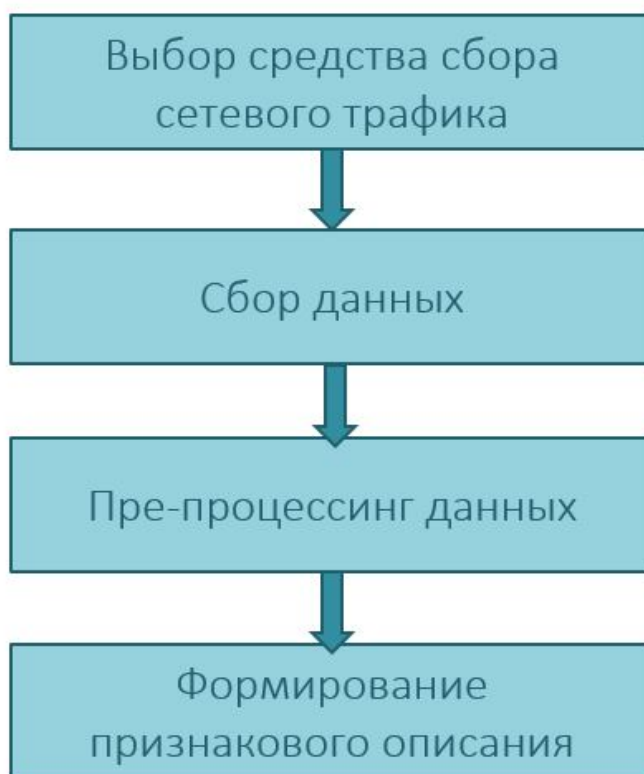 Выбор средства сбора
сетевого трафика
Сбор данных
Пре-процессинг данных
Формирование
признакового описания